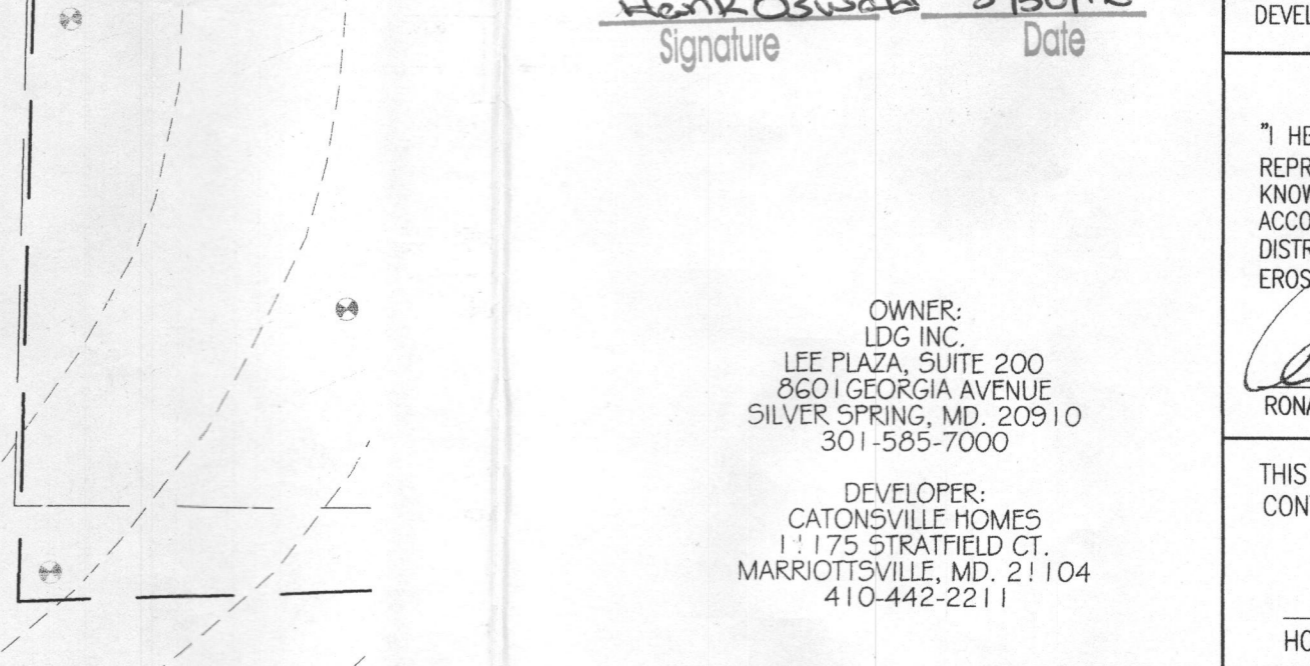 Hank Oswald
Signature Date
OWNER:
LDG INC.
LEE PLAZA, SUITE 200
8601 GEORGIA AVENUE
SILVER SPRING, MD. 20910
301-585-7000
DEVELOPER:
CATONSVILLE HOMES
11175 STRATFIELD CT.
MARRIOTTSVILLE, MD. 21104
410-442-2211
DEVEL
"I HE
REPR
KNOW
ACCO
DISTR
EROS
RONA
THIS
CON
HO